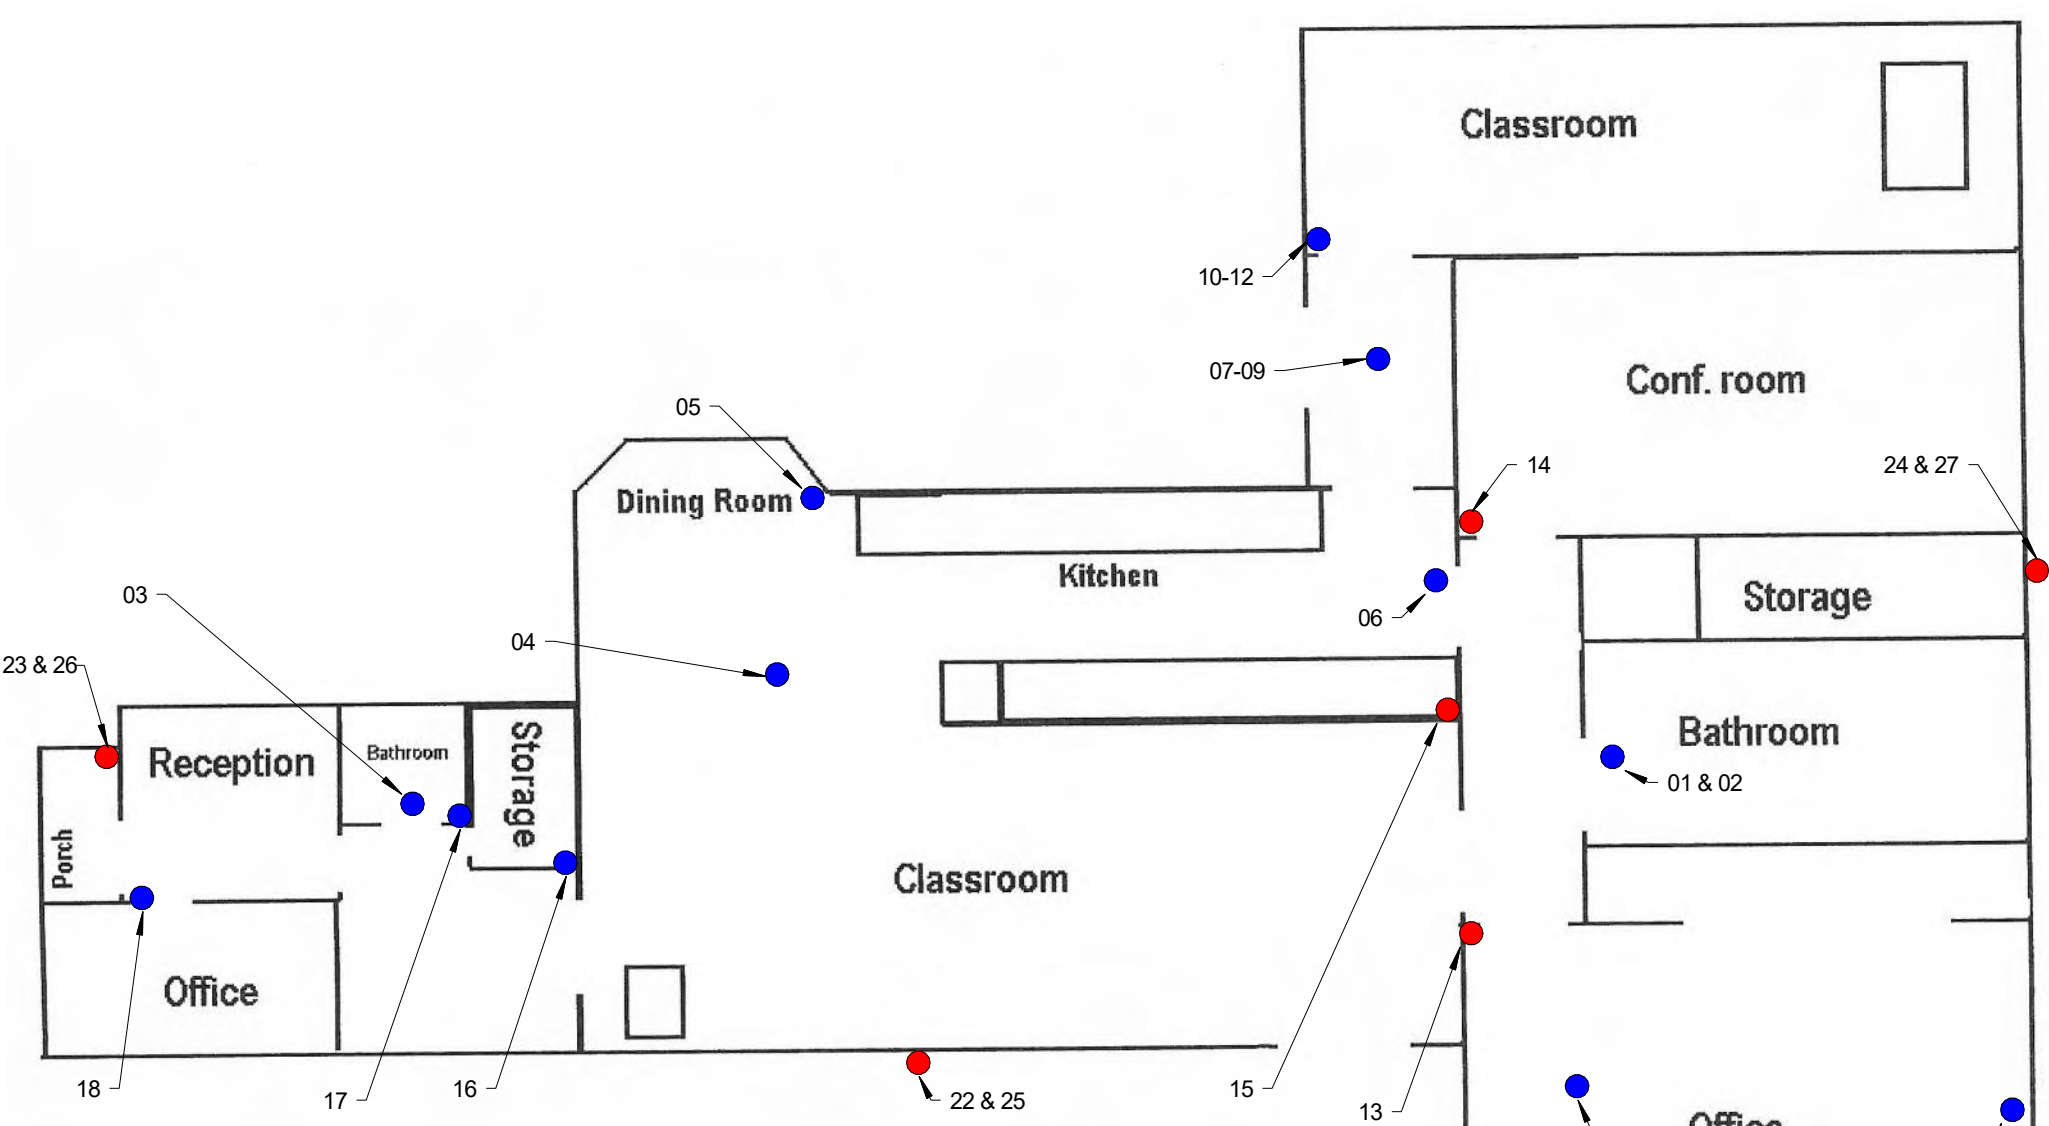 Classroom
10-12
07-09
Conf. room
05
14
24 & 27
Dining Room
Kitchen
03
Storage
06
04
23 & 26
Storage
Bathroom
Bathroom
Reception
01 & 02
Porch
Classroom
Office
18
17
16
22 & 25
15
13
Office